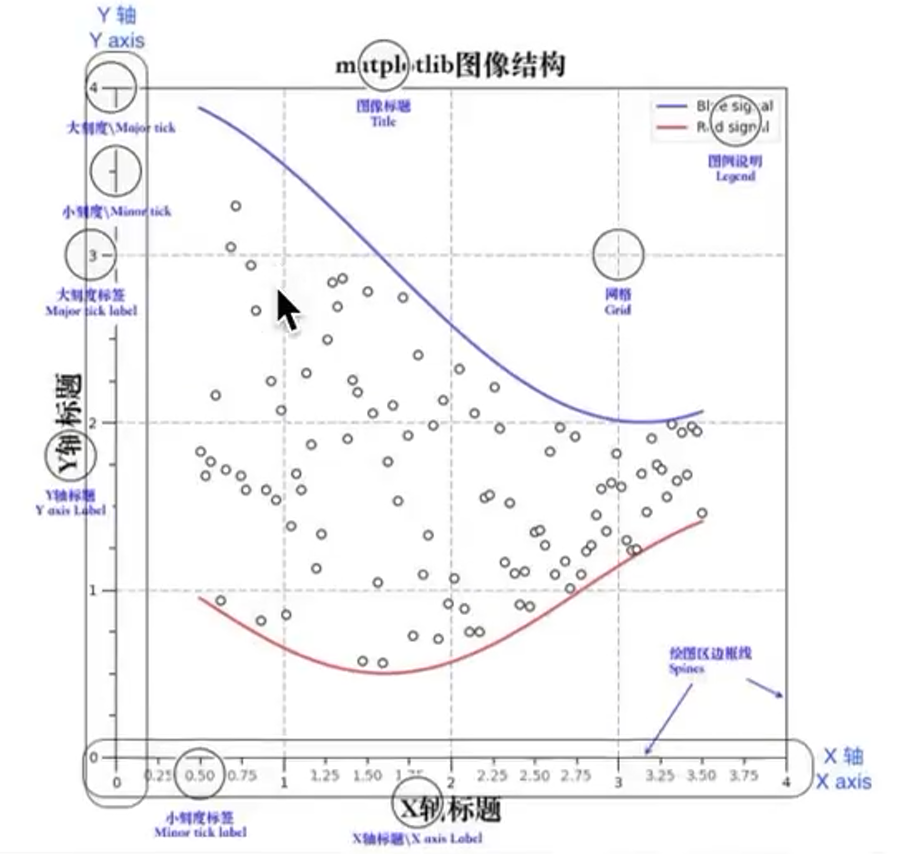 Y 轴
Y axis
matplotlib图像结构
图像标题
Title
Blue signal
Red signal
图例说明
Legend
4
大刻度\Major tick
小刻度\Minor tick
3
大刻度标签
Major tick label
网格
Grid
Y轴标题
2
Y轴标题
Y axis Label
1
绘图区边框线
Spines
0
0 0.25 0.50 0.75 1 1.25 1.50 1.75 2 2.25 2.50 2.75 3 3.25 3.50 3.75 4
X 轴
X axis
小刻度标签
Minor tick label
X轴标题
X轴标题\X axis Label